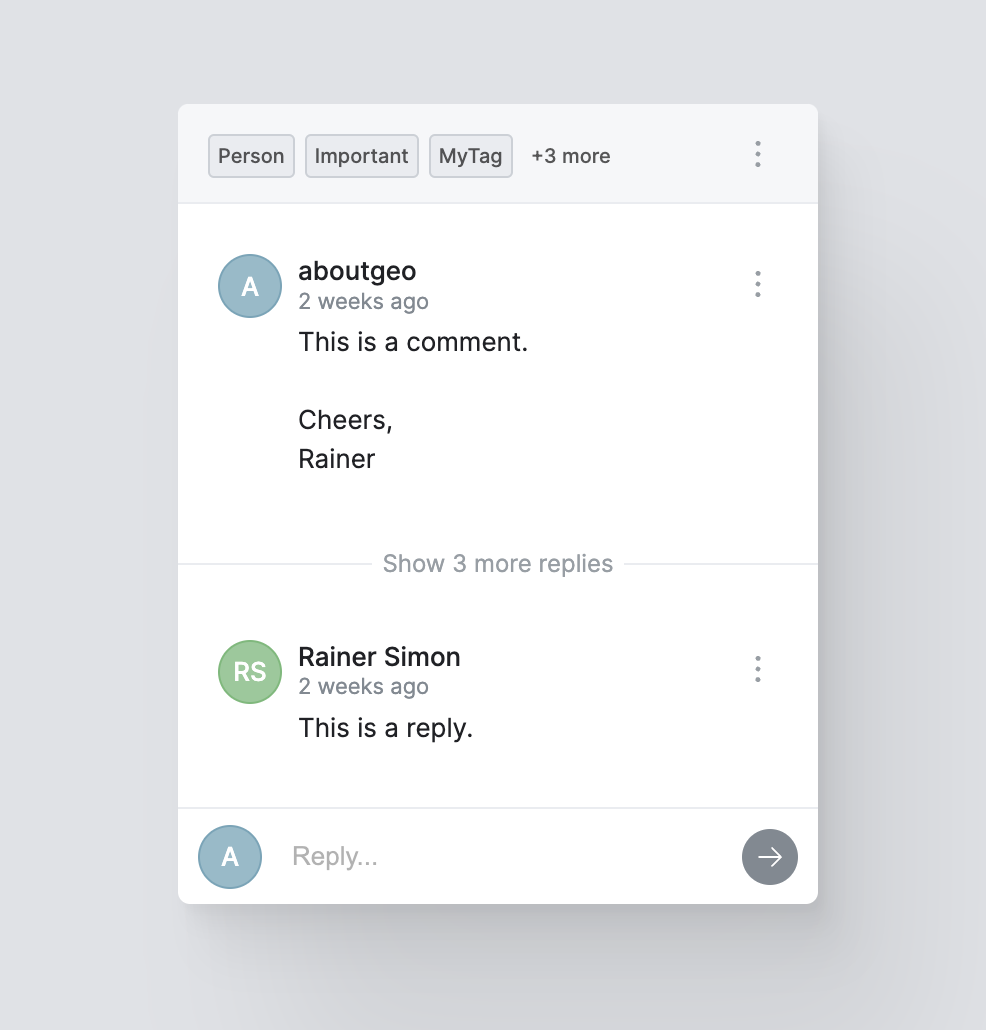 Person Important MyTag +3 more
A aboutgeo
2 weeks ago
This is a comment.
Cheers,
Rainer
Show 3 more replies
RS Rainer Simon
2 weeks ago
This is a reply.
A Reply...